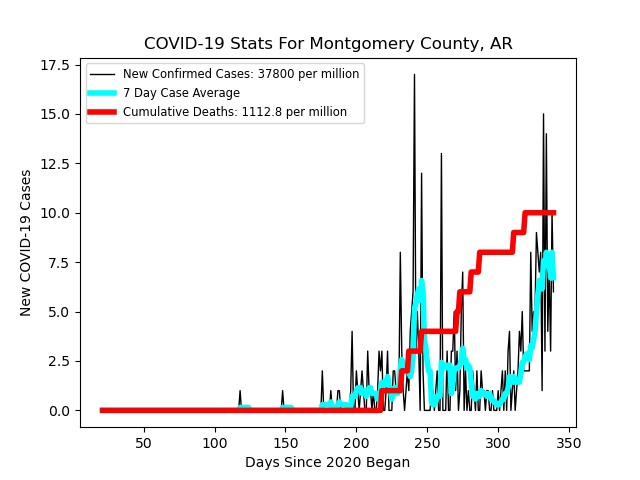 COVID-19 Stats For Montgomery County, AR
New Confirmed Cases: 37800 per million
7 Day Case Average
Cumulative Deaths: 1112.8 per million
New COVID-19 Cases
17.5
15.0
12.5
10.0
7.5
5.0
2.5
0.0
50 100 150 200 250 300 350
Days Since 2020 Began